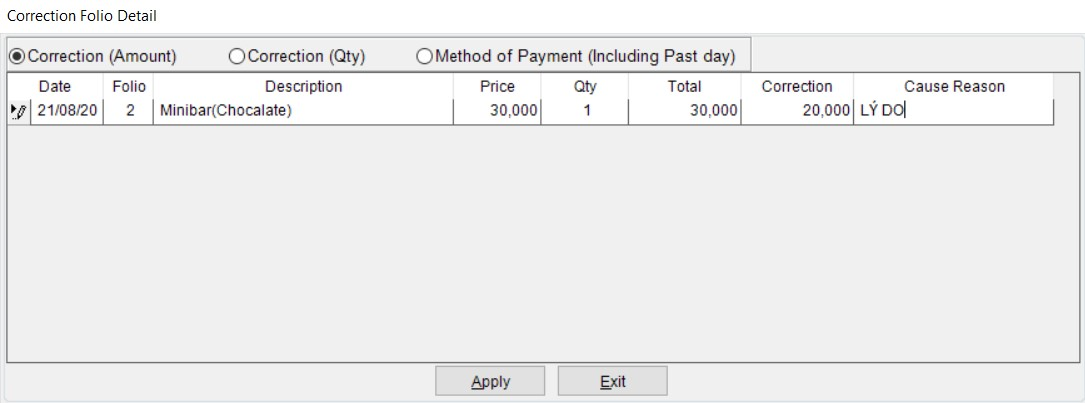 Correction Folio Detail
Correction (Amount) Correction (Qty) Method of Payment (Including Past day)
Date Folio Description Price Qty Total Correction Cause Reason
21/08/20 2 Minibar(Chocalate) 30,000 1 30,000 20,000 LÝ DO
Apply Exit